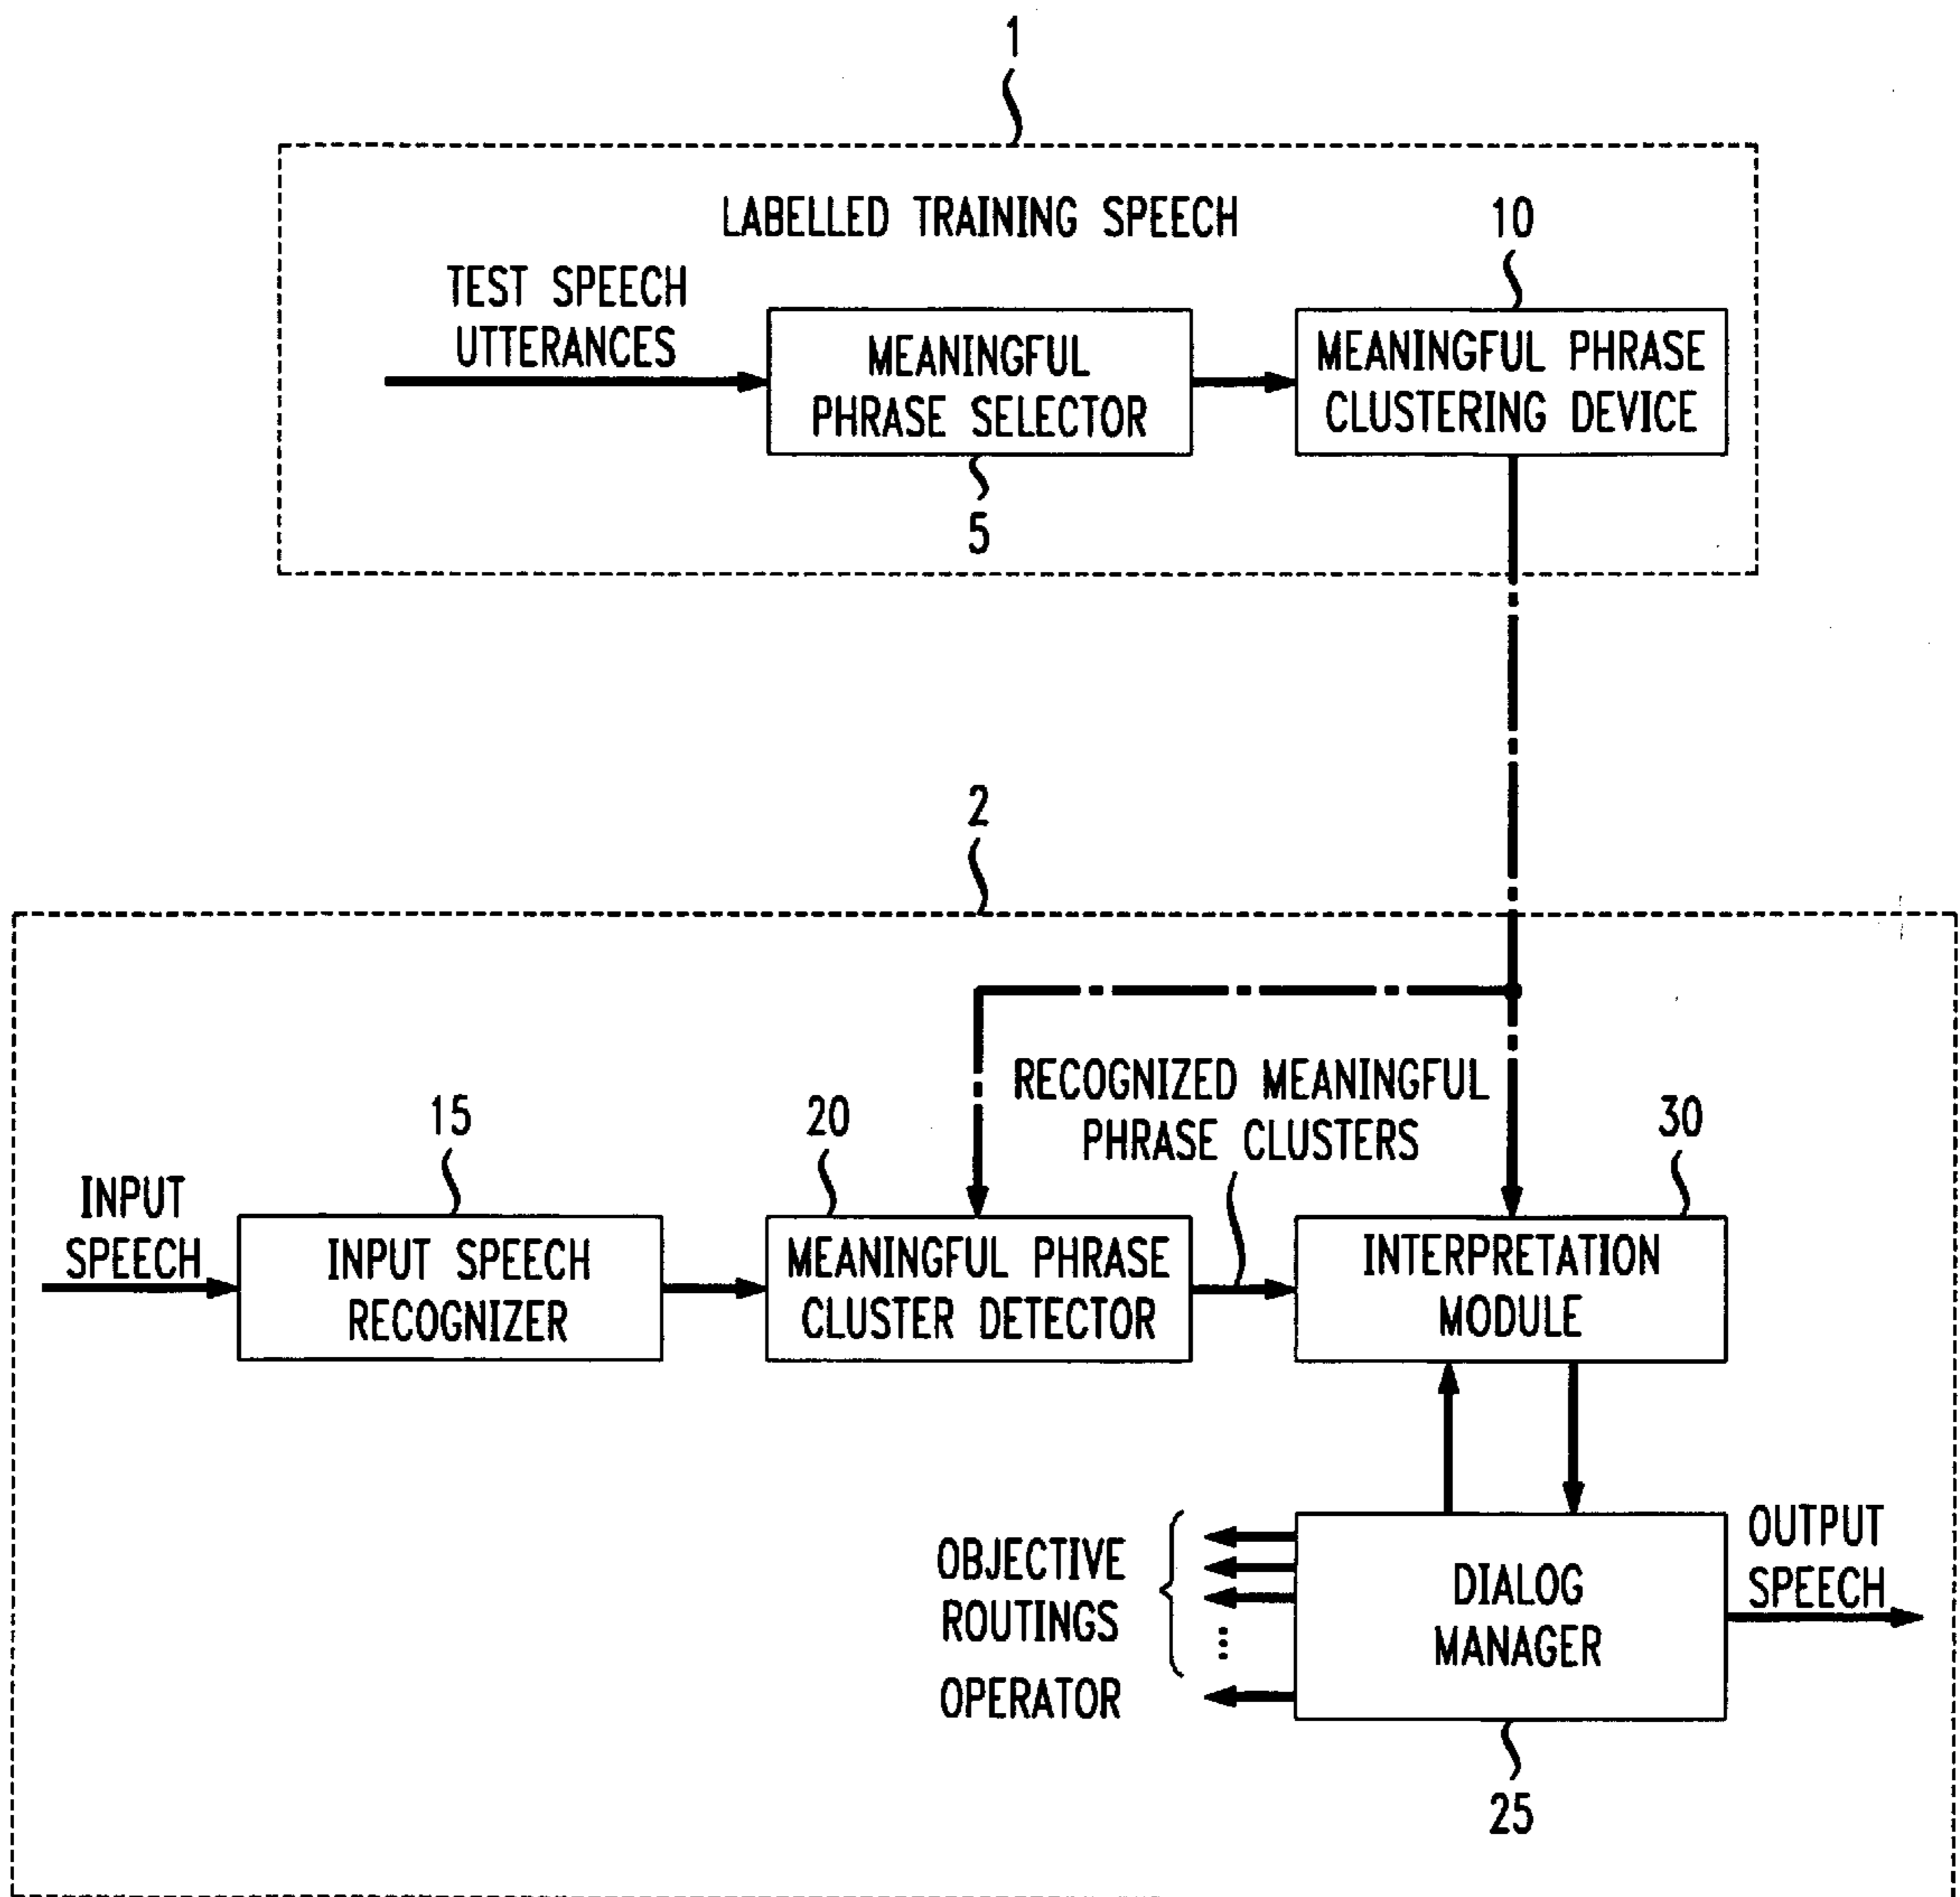 1
LABELLED TRAINING SPEECH
10
TEST SPEECH
UTTERANCES
MEANINGFUL
PHRASE SELECTOR
MEANINGFUL PHRASE
CLUSTERING DEVICE
5
2
RECOGNIZED MEANINGFUL
PHRASE CLUSTERS
15
20
30
INPUT
SPEECH
INPUT SPEECH
RECOGNIZER
MEANINGFUL PHRASE
CLUSTER DETECTOR
INTERPRETATION
MODULE
OBJECTIVE
ROUTINGS
OPERATOR
DIALOG
MANAGER
OUTPUT
SPEECH
25